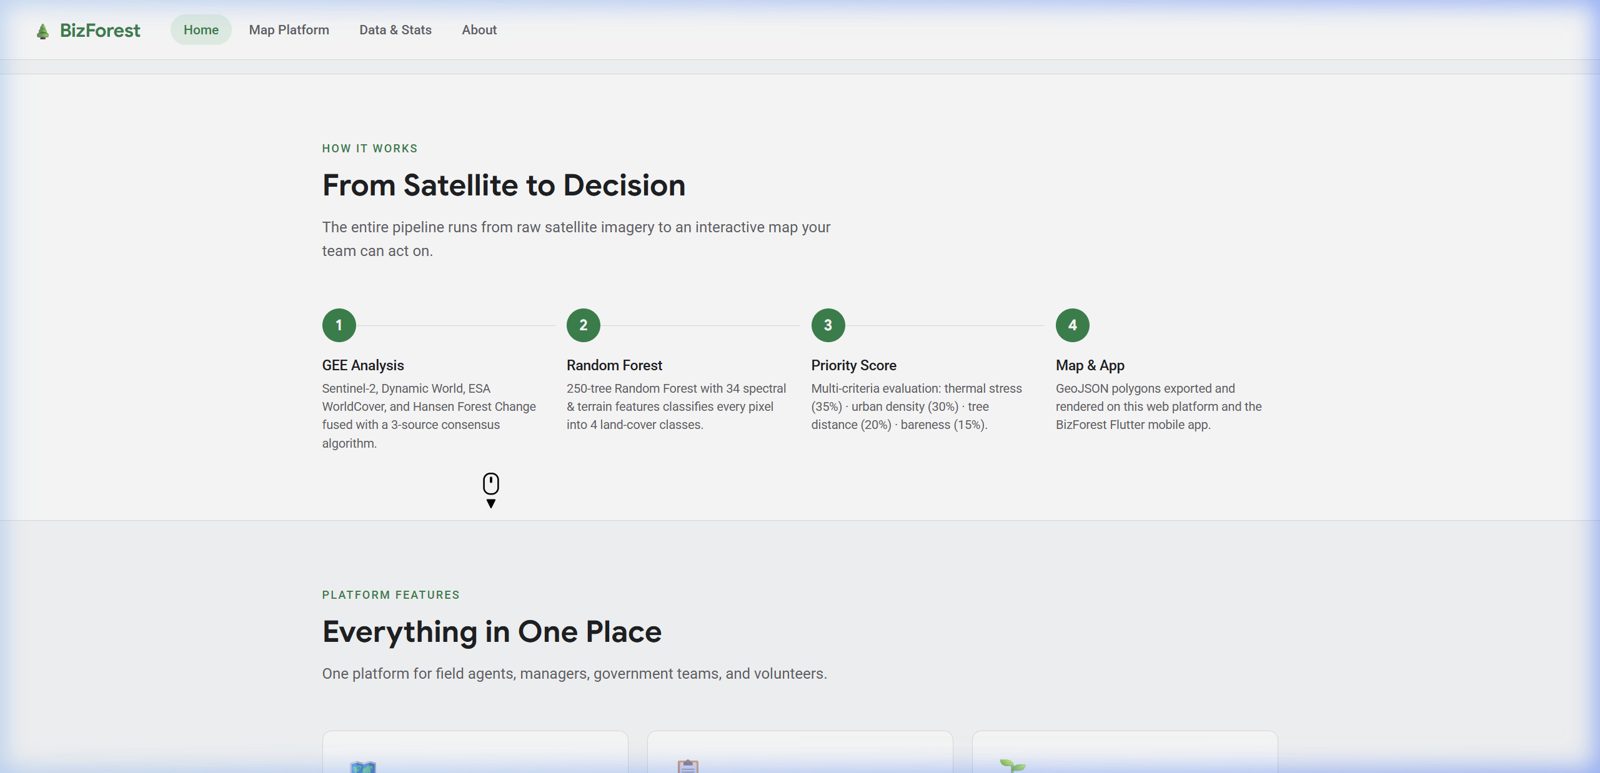 BizForest
Home
Map Platform
Data & Stats
About
HOW IT WORKS
From Satellite to Decision
The entire pipeline runs from raw satellite imagery to an interactive map your
team can act on.
1
GEE Analysis
Sentinel-2, Dynamic World, ESA
WorldCover, and Hansen Forest Change
fused with a 3-source consensus
algorithm.
2
Random Forest
250-tree Random Forest with 34 spectral
& terrain features classifies every pixel
into 4 land-cover classes.
3
Priority Score
Multi-criteria evaluation: thermal stress
(35%) · urban density (30%) · tree
distance (20%) · bareness (15%).
4
Map & App
GeoJSON polygons exported and
rendered on this web platform and the
BizForest Flutter mobile app.
PLATFORM FEATURES
Everything in One Place
One platform for field agents, managers, government teams, and volunteers.